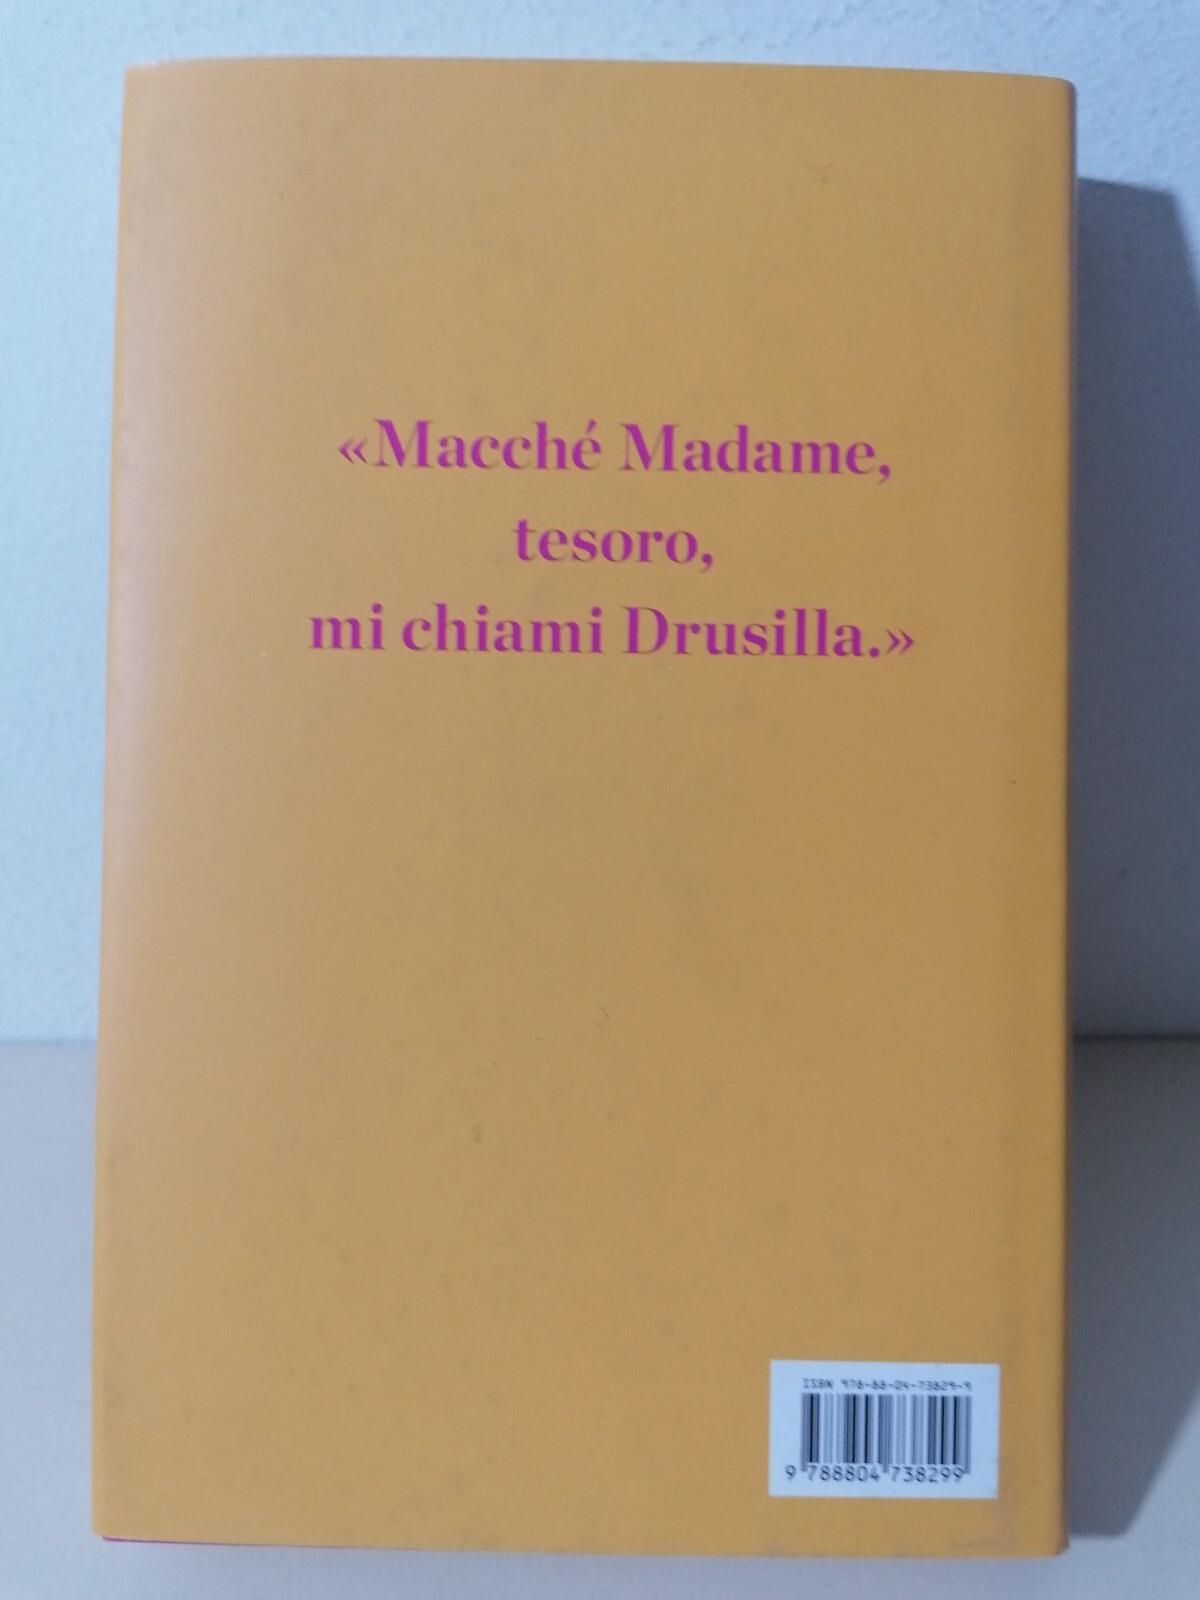 «Macché Madame,
tesoro,
mi chiami Drusilla.»
ISBN 978-88-04-73829-9
9 788804 738299